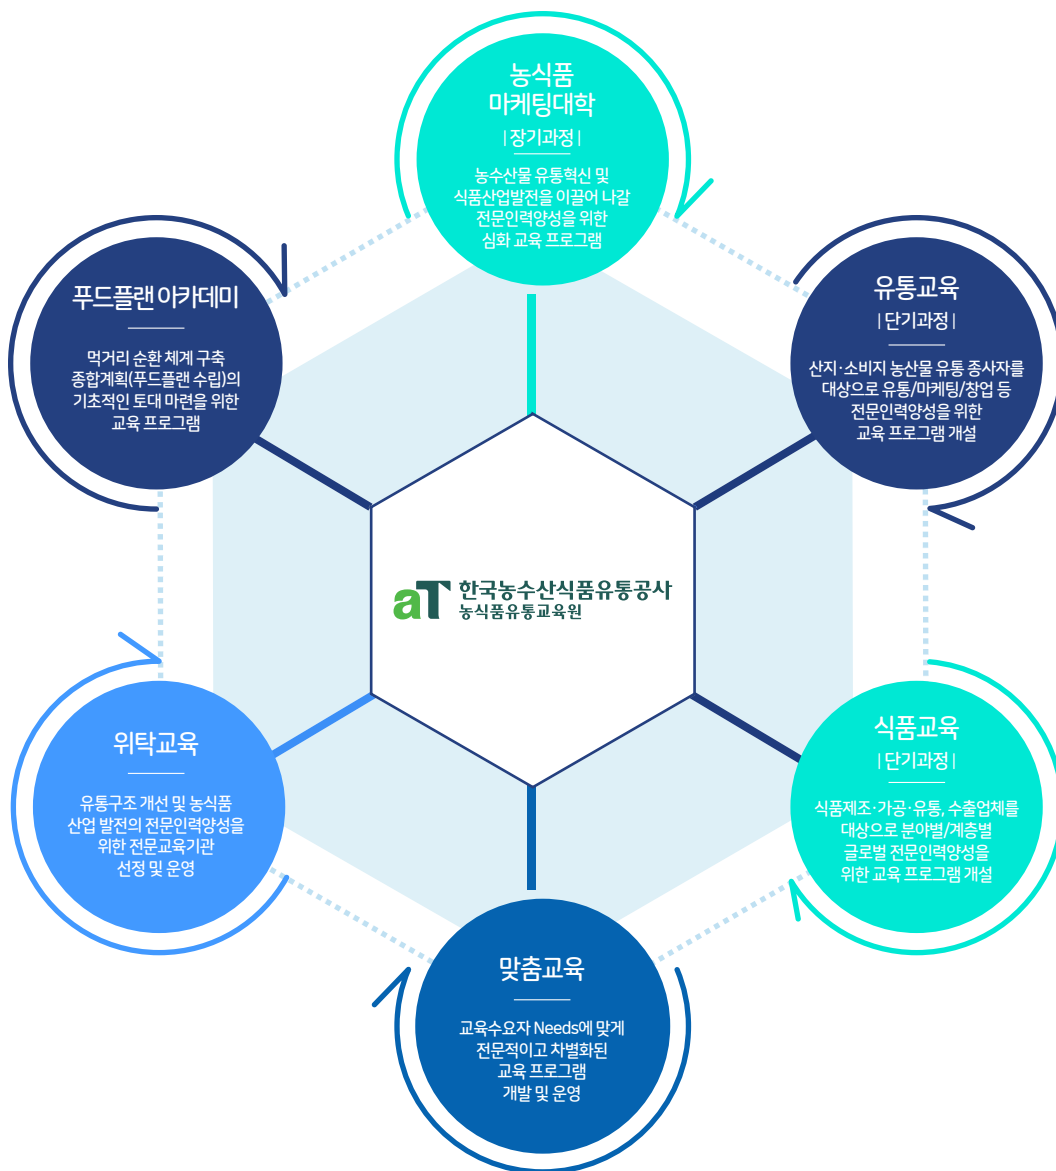 농식품
마케팅대학
| 장기과정 |
농수산물 유통혁신 및
식품산업발전을 이끌어 나갈
전문인력양성을 위한
심화 교육 프로그램
유통교육
| 단기과정 |
산지·소비지 농산물 유통 종사자를
대상으로 유통/마케팅/창업 등
전문인력양성을 위한
교육 프로그램 개설
식품교육
| 단기과정 |
식품제조·가공·유통, 수출업체를
대상으로 분야별/계층별
글로벌 전문인력양성을
위한 교육 프로그램 개설
맞춤교육
교육수요자 Needs에 맞게
전문적이고 차별화된
교육 프로그램
개발 및 운영
위탁교육
유통구조 개선 및 농식품
산업 발전의 전문인력양성을
위한 전문교육기관
선정 및 운영
푸드플랜 아카데미
먹거리 순환 체계 구축
종합계획(푸드플랜 수립)의
기초적인 토대 마련을 위한
교육 프로그램
aT 한국농수산식품유통공사
농식품유통교육원